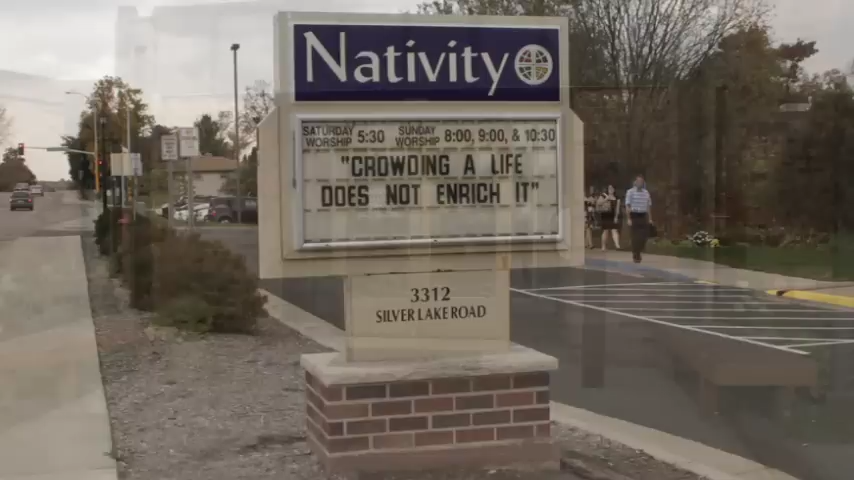 Nativity
SATURDAY WORSHIP 5:30 SUNDAY WORSHIP 8:00, 9:00, & 10:30
"CROWDING A LIFE
DOES NOT ENRICH IT"
3312
SILVER LAKE ROAD